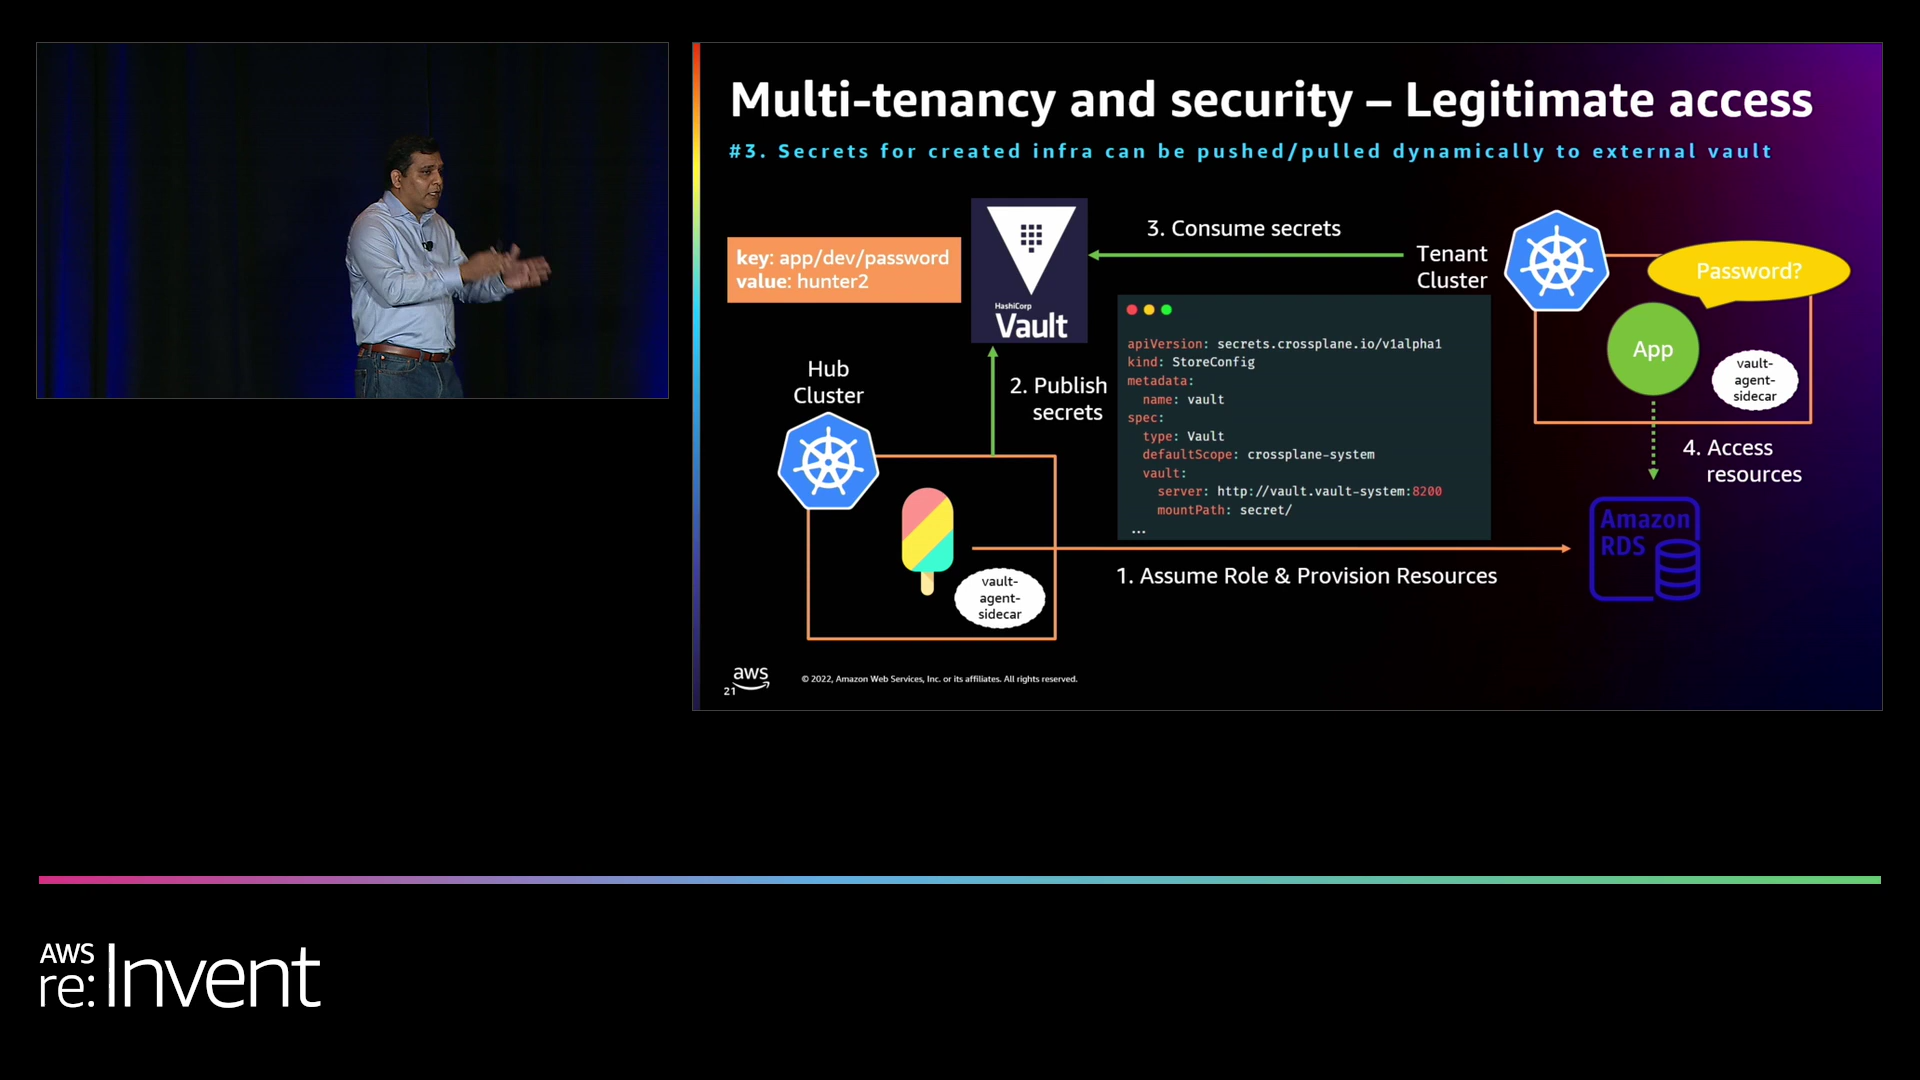 Multi-tenancy and security – Legitimate access
#3. Secrets for created infra can be pushed/pulled dynamically to external vault
key: app/dev/password
value: hunter2
HashiCorp
Vault
3. Consume secrets
Tenant
Cluster
Password?
App
vault-
agent-
sidecar
apiVersion: secrets.crossplane.io/v1alpha1
kind: StoreConfig
metadata:
name: vault
spec:
type: Vault
defaultScope: crossplane-system
vault:
server: http://vault.vault-system:8200
mountPath: secret/
...
Hub
Cluster
2. Publish
secrets
4. Access
resources
Amazon
RDS
vault-
agent-
sidecar
1. Assume Role & Provision Resources
aws
21
© 2022, Amazon Web Services, Inc. or its affiliates. All rights reserved.
AWS
re:Invent